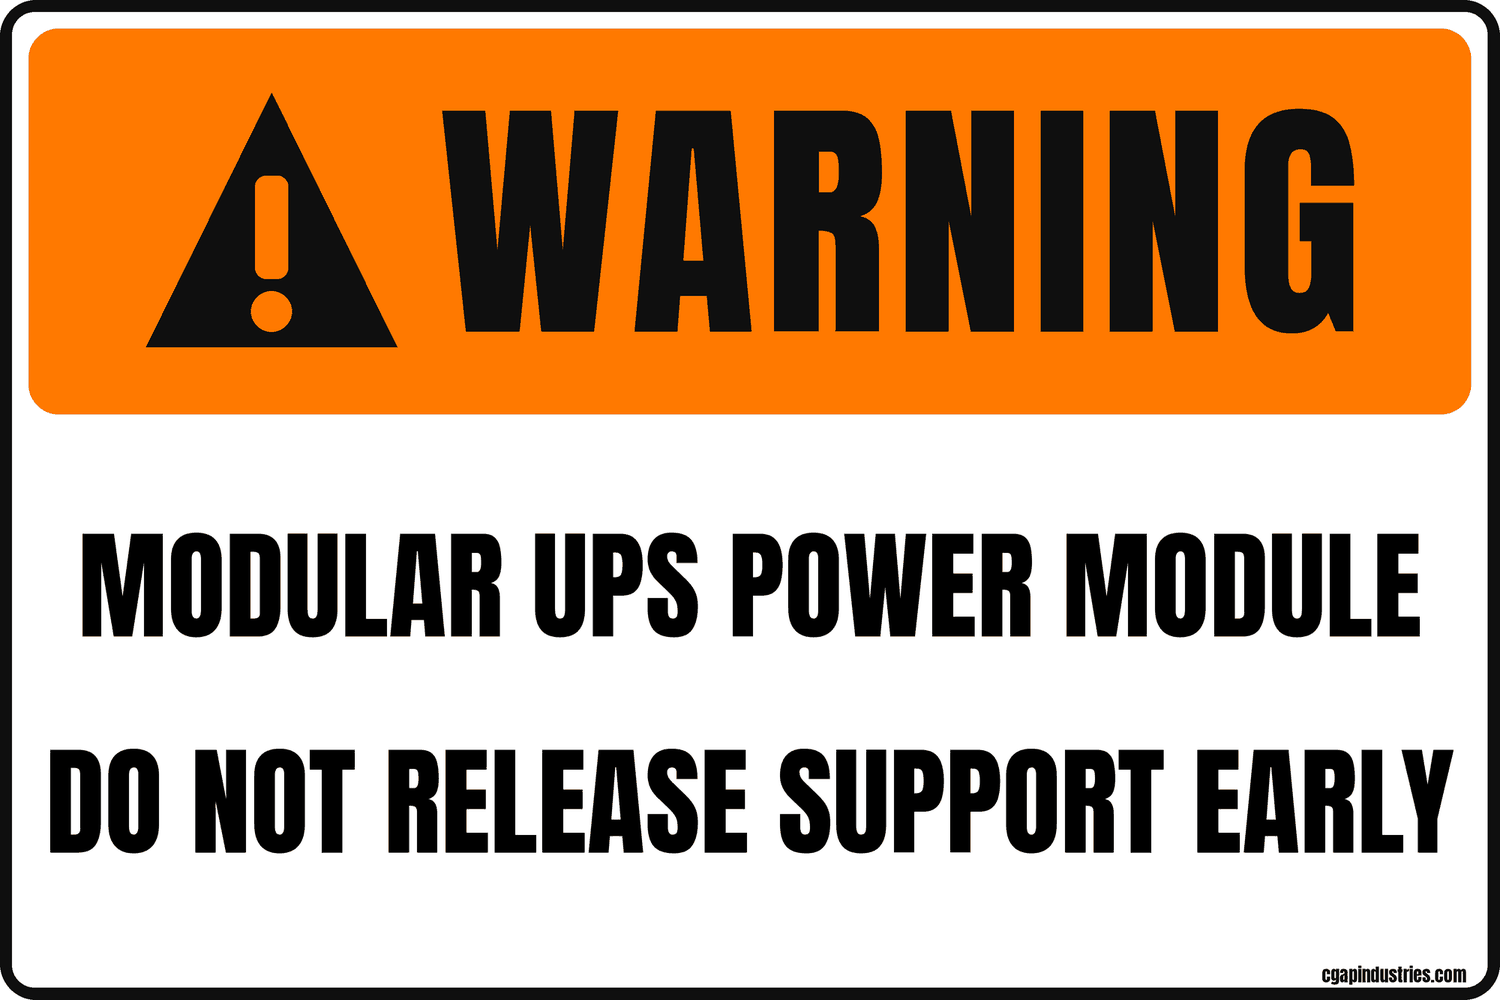 WARNING
MODULAR UPS POWER MODULE
DO NOT RELEASE SUPPORT EARLY
cgapindustries.com